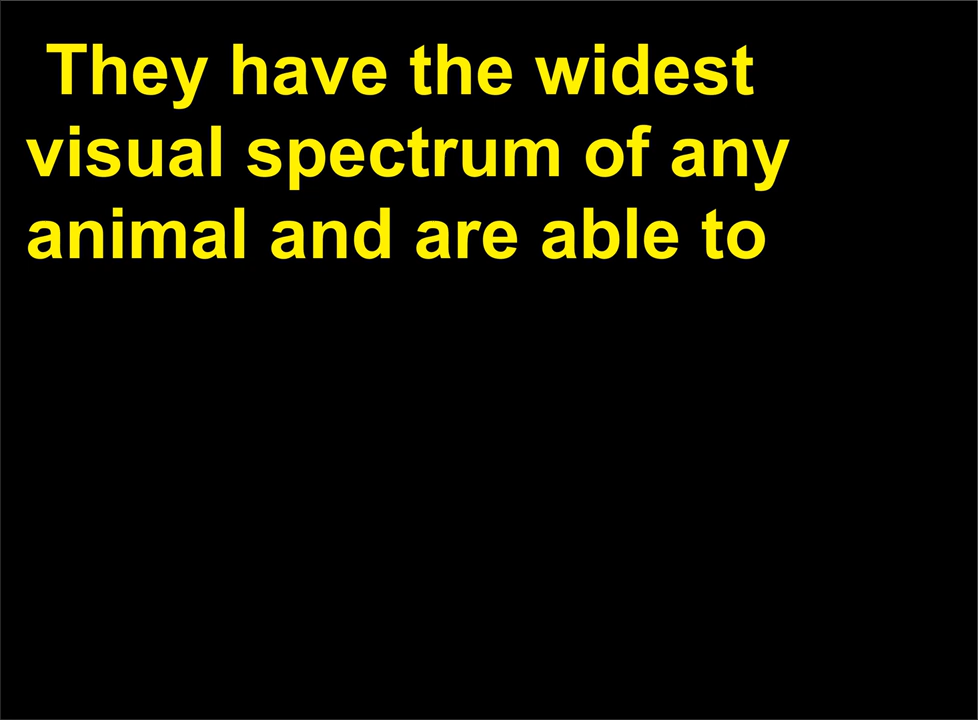 They have the widest
visual spectrum of any
animal and are able to